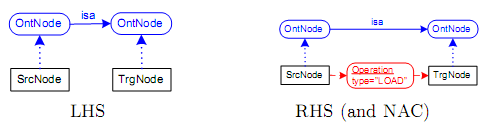 isa
OntNode OntNode
SrcNode TrgNode
LHS
isa
OntNode OntNode
SrcNode Operation type="LOAD" TrgNode
RHS (and NAC)